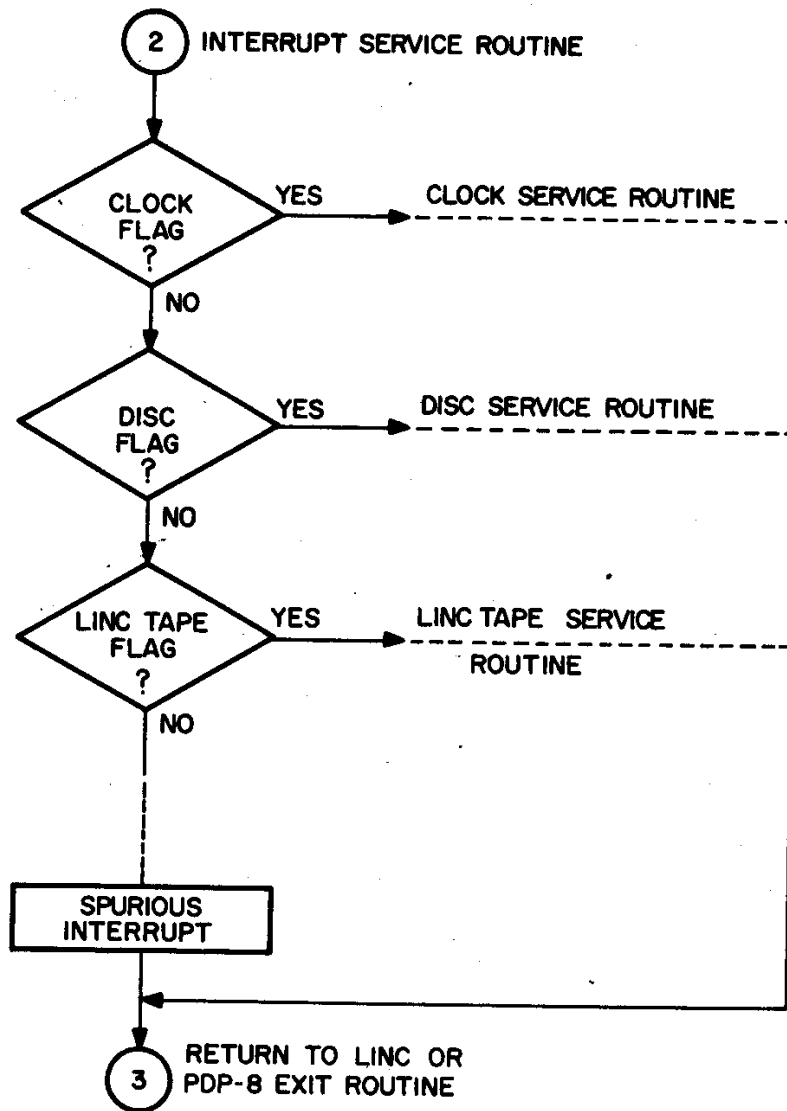 2 INTERRUPT SERVICE ROUTINE
CLOCK
FLAG
?
YES
CLOCK SERVICE ROUTINE
NO
DISC
FLAG
?
YES
DISC SERVICE ROUTINE
NO
LINC TAPE
FLAG
?
YES
LINC TAPE SERVICE
ROUTINE
NO
SPURIOUS
INTERRUPT
3
RETURN TO LINC OR
PDP-8 EXIT ROUTINE